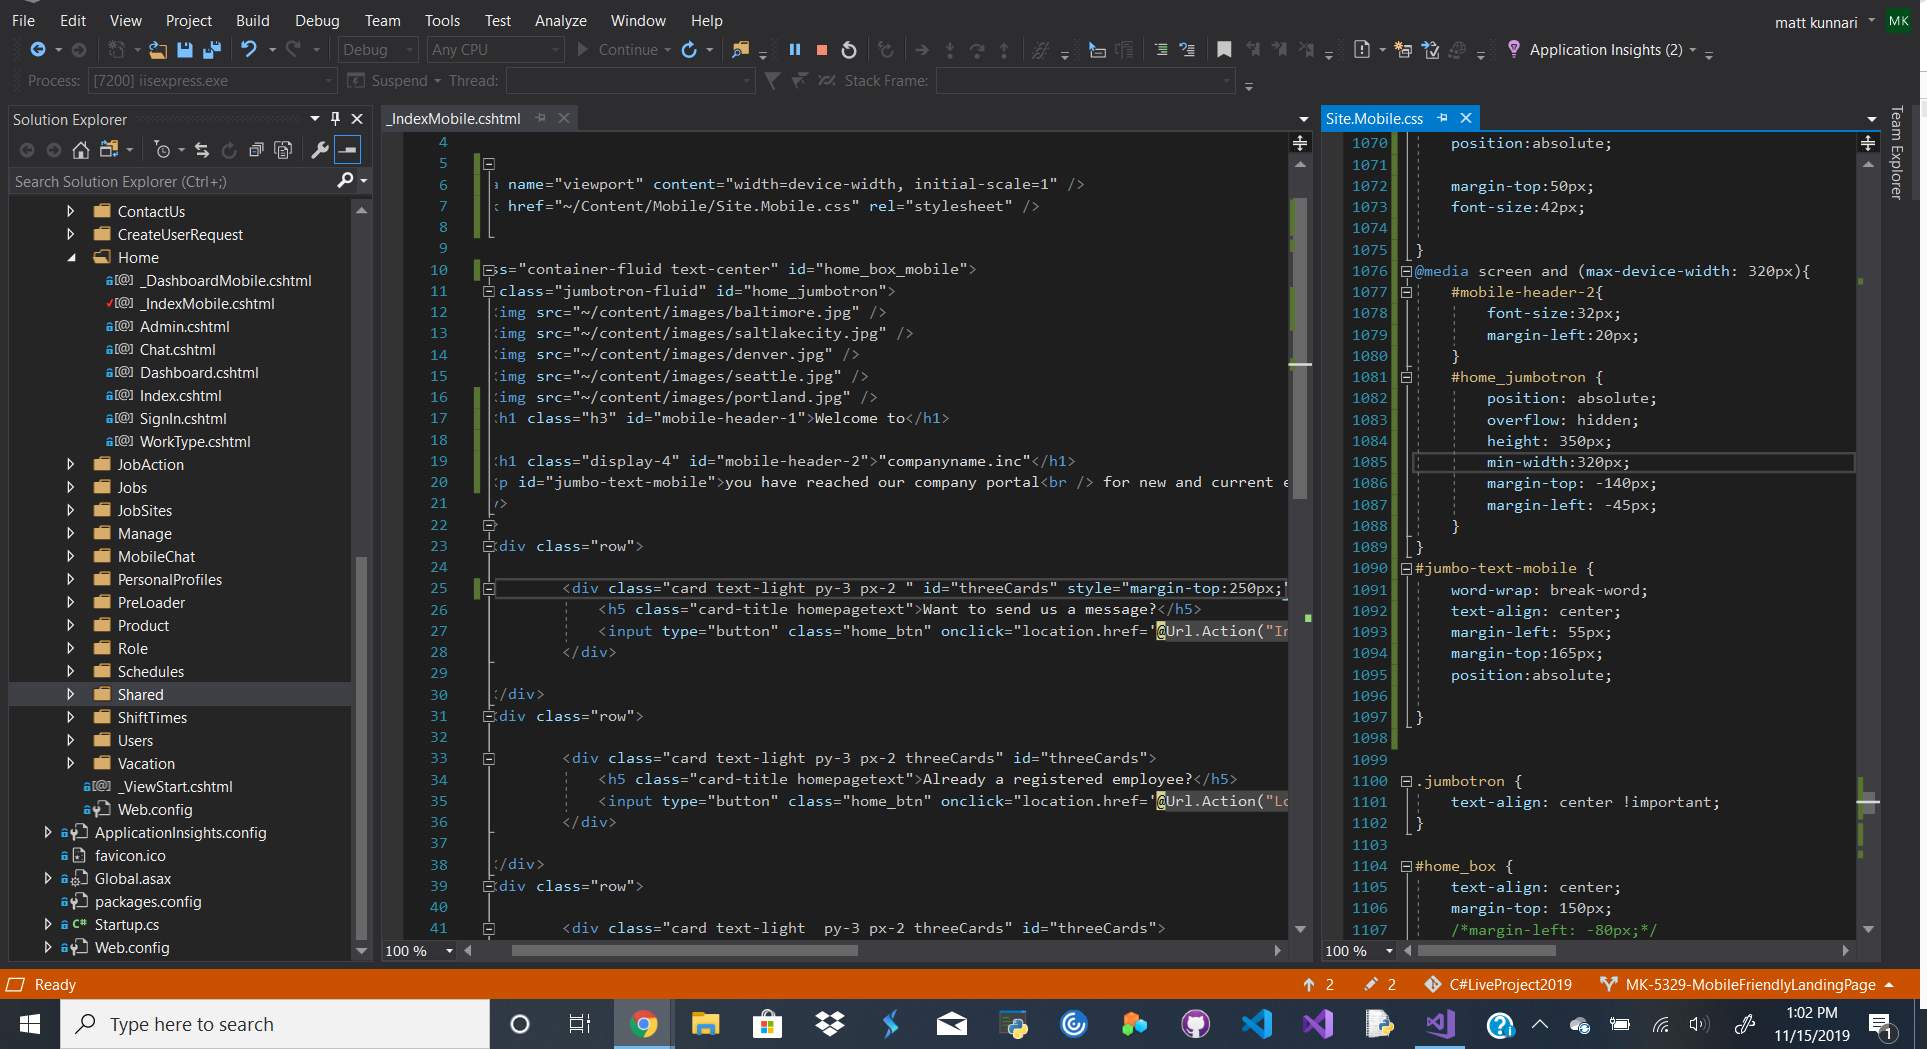 File Edit View Project Build Debug Team Tools Test Analyze Window Help
matt kunnari MK
Debug Any CPU Continue Application Insights (2)
Process: [7200] iisexpress.exe Suspend Thread: Stack Frame:
Solution Explorer
Search Solution Explorer (Ctrl+;)
ContactUs
CreateUserRequest
Home
_DashboardMobile.cshtml
_IndexMobile.cshtml
Admin.cshtml
Chat.cshtml
Dashboard.cshtml
Index.cshtml
SignIn.cshtml
WorkType.cshtml
JobAction
Jobs
JobSites
Manage
MobileChat
PersonalProfiles
PreLoader
Product
Role
Schedules
Shared
ShiftTimes
Users
Vacation
_ViewStart.cshtml
Web.config
ApplicationInsights.config
favicon.ico
Global.asax
packages.config
Startup.cs
Web.config
_IndexMobile.cshtml
4
5
6 name="viewport" content="width=device-width, initial-scale=1" />
7 href="~/Content/Mobile/Site.Mobile.css" rel="stylesheet" />
8
9
10 ss="container-fluid text-center" id="home_box_mobile">
11 class="jumbotron-fluid" id="home_jumbotron">
12 img src="~/content/images/baltimore.jpg" />
13 img src="~/content/images/saltlakecity.jpg" />
14 img src="~/content/images/denver.jpg" />
15 img src="~/content/images/seattle.jpg" />
16 img src="~/content/images/portland.jpg" />
17 h1 class="h3" id="mobile-header-1">Welcome to</h1>
18
19 h1 class="display-4" id="mobile-header-2">"companyname.inc"</h1>
20 p id="jumbo-text-mobile">you have reached our company portal<br /> for new and current e
21 />
22 >
23 div class="row">
24
25 <div class="card text-light py-3 px-2 " id="threeCards" style="margin-top:250px;"
26 <h5 class="card-title homepagetext">Want to send us a message?</h5>
27 <input type="button" class="home_btn" onclick="location.href='@Url.Action("In
28 </div>
29
30 /div>
31 div class="row">
32
33 <div class="card text-light py-3 px-2 threeCards" id="threeCards">
34 <h5 class="card-title homepagetext">Already a registered employee?</h5>
35 <input type="button" class="home_btn" onclick="location.href='@Url.Action("Lo
36 </div>
37
38 /div>
39 div class="row">
40
41 <div class="card text-light  py-3 px-2 threeCards" id="threeCards">
100 %
Site.Mobile.css
1070 position:absolute;
1071
1072 margin-top:50px;
1073 font-size:42px;
1074
1075 }
1076 @media screen and (max-device-width: 320px){
1077 #mobile-header-2{
1078 font-size:32px;
1079 margin-left:20px;
1080 }
1081 #home_jumbotron {
1082 position: absolute;
1083 overflow: hidden;
1084 height: 350px;
1085 min-width:320px;
1086 margin-top: -140px;
1087 margin-left: -45px;
1088 }
1089 }
1090 #jumbo-text-mobile {
1091 word-wrap: break-word;
1092 text-align: center;
1093 margin-left: 55px;
1094 margin-top:165px;
1095 position:absolute;
1096
1097 }
1098
1099
1100 .jumbotron {
1101 text-align: center !important;
1102 }
1103
1104 #home_box {
1105 text-align: center;
1106 margin-top: 150px;
1107 /*margin-left: -80px;*/
100 %
Team Explorer
Ready 2 2 C#LiveProject2019 MK-5329-MobileFriendlyLandingPage
Type here to search
1:02 PM
11/15/2019
1